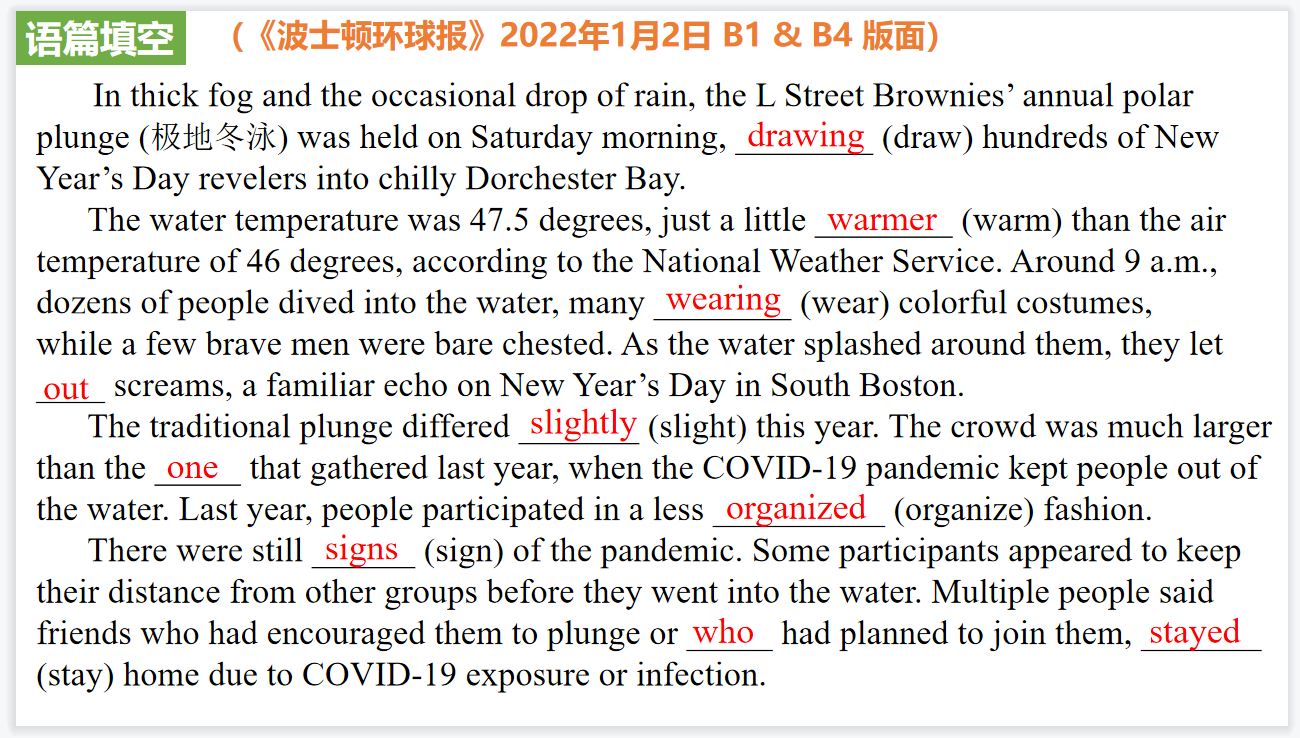 语篇填空 (《波士顿环球报》2022年1月2日 B1 & B4 版面)
In thick fog and the occasional drop of rain, the L Street Brownies’ annual polar
plunge (极地冬泳) was held on Saturday morning, drawing (draw) hundreds of New
Year’s Day revelers into chilly Dorchester Bay.
The water temperature was 47.5 degrees, just a little warmer (warm) than the air
temperature of 46 degrees, according to the National Weather Service. Around 9 a.m.,
dozens of people dived into the water, many wearing (wear) colorful costumes,
while a few brave men were bare chested. As the water splashed around them, they let
out screams, a familiar echo on New Year’s Day in South Boston.
The traditional plunge differed slightly (slight) this year. The crowd was much larger
than the one that gathered last year, when the COVID-19 pandemic kept people out of
the water. Last year, people participated in a less organized (organize) fashion.
There were still signs (sign) of the pandemic. Some participants appeared to keep
their distance from other groups before they went into the water. Multiple people said
friends who had encouraged them to plunge or who had planned to join them, stayed
(stay) home due to COVID-19 exposure or infection.